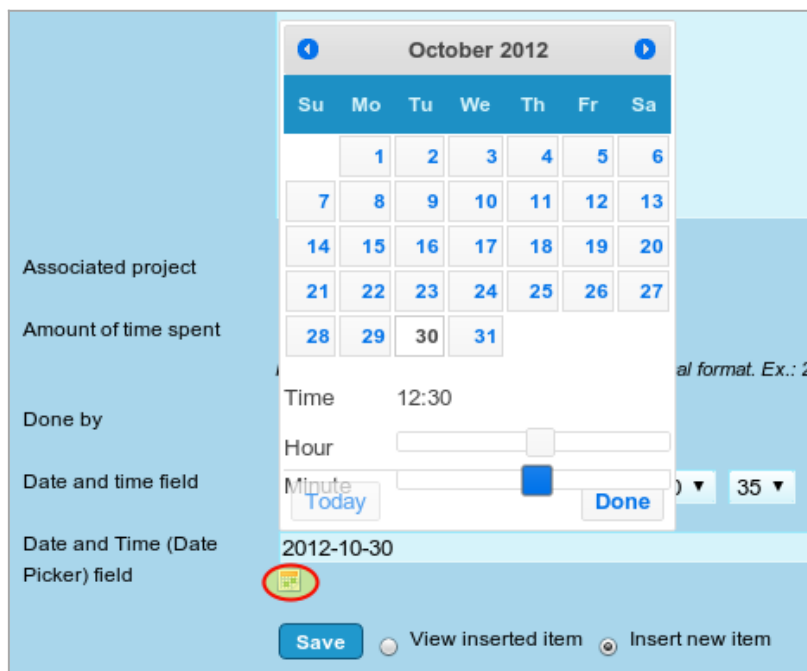 October 2012
Su Mo Tu We Th Fr Sa
1 2 3 4 5 6
7 8 9 10 11 12 13
14 15 16 17 18 19 20
Associated project
21 22 23 24 25 26 27
Amount of time spent
28 29 30 31
al format. Ex.: 2
Time 12:30
Done by
Hour
Date and time field
Minute
35
Today Done
Date and Time (Date
Picker) field
2012-10-30
Save View inserted item Insert new item